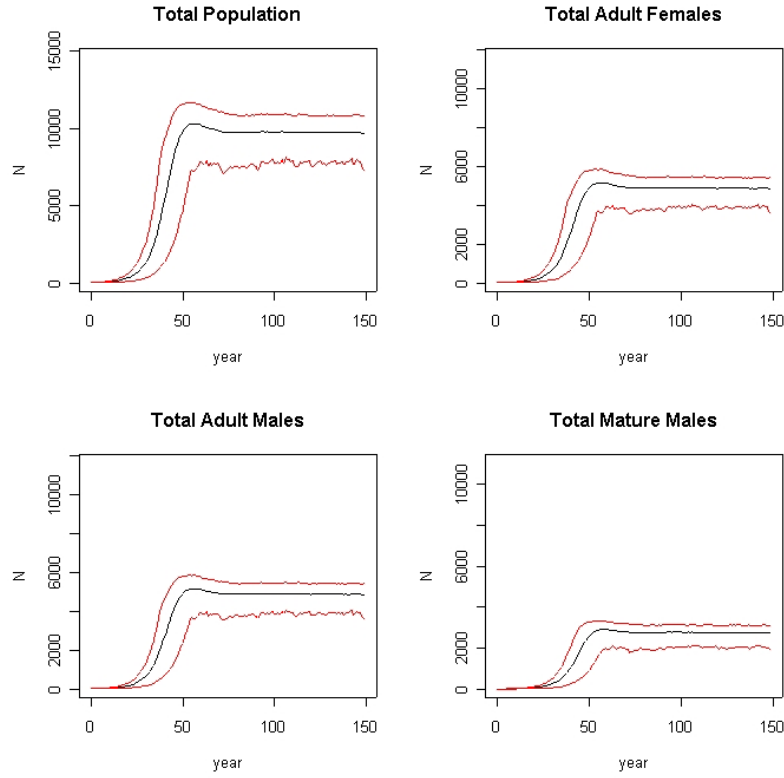 Total Population
N
15000
10000
5000
0
0 50 100 150
year
Total Adult Females
N
10000
6000
2000
0
0 50 100 150
year
Total Adult Males
N
10000
6000
2000
0
0 50 100 150
year
Total Mature Males
N
10000
6000
2000
0
0 50 100 150
year